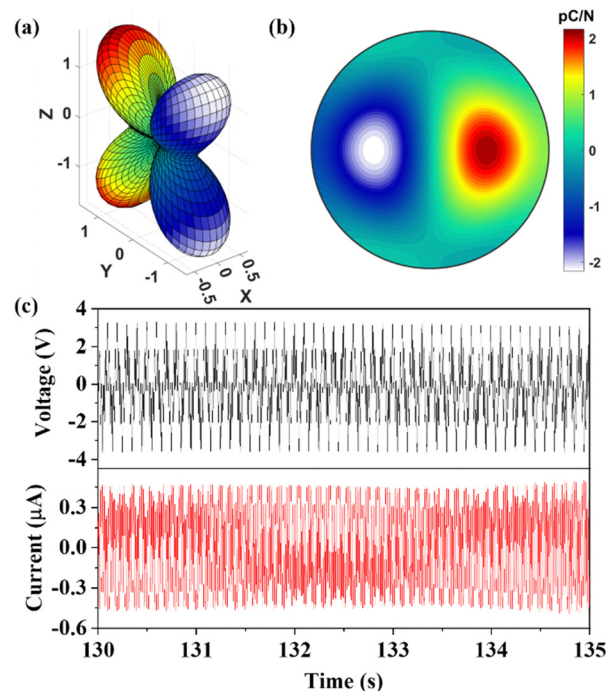 (a)
1
0
-1
Z
1
0
-1
Y
0.5
0
-0.5
X
(b)
pC/N
2
1
0
-1
-2
(c)
4
2
0
-2
-4
Voltage (V)
0.3
0.0
-0.3
-0.6
Current (μA)
130 131 132 133 134 135
Time (s)